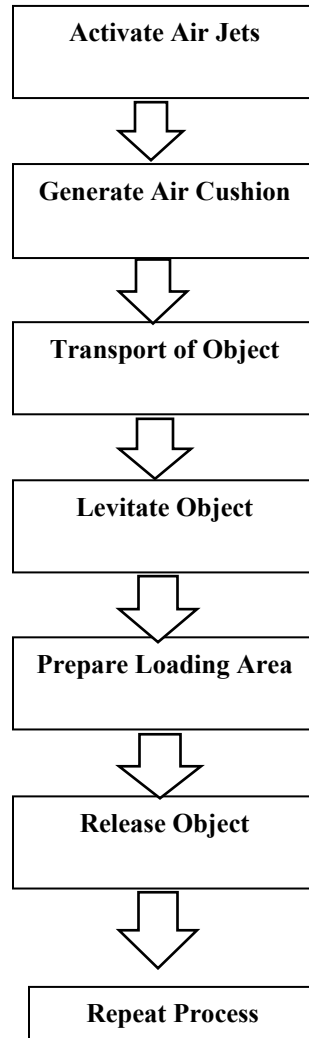 Activate Air Jets
Generate Air Cushion
Transport of Object
Levitate Object
Prepare Loading Area
Release Object
Repeat Process